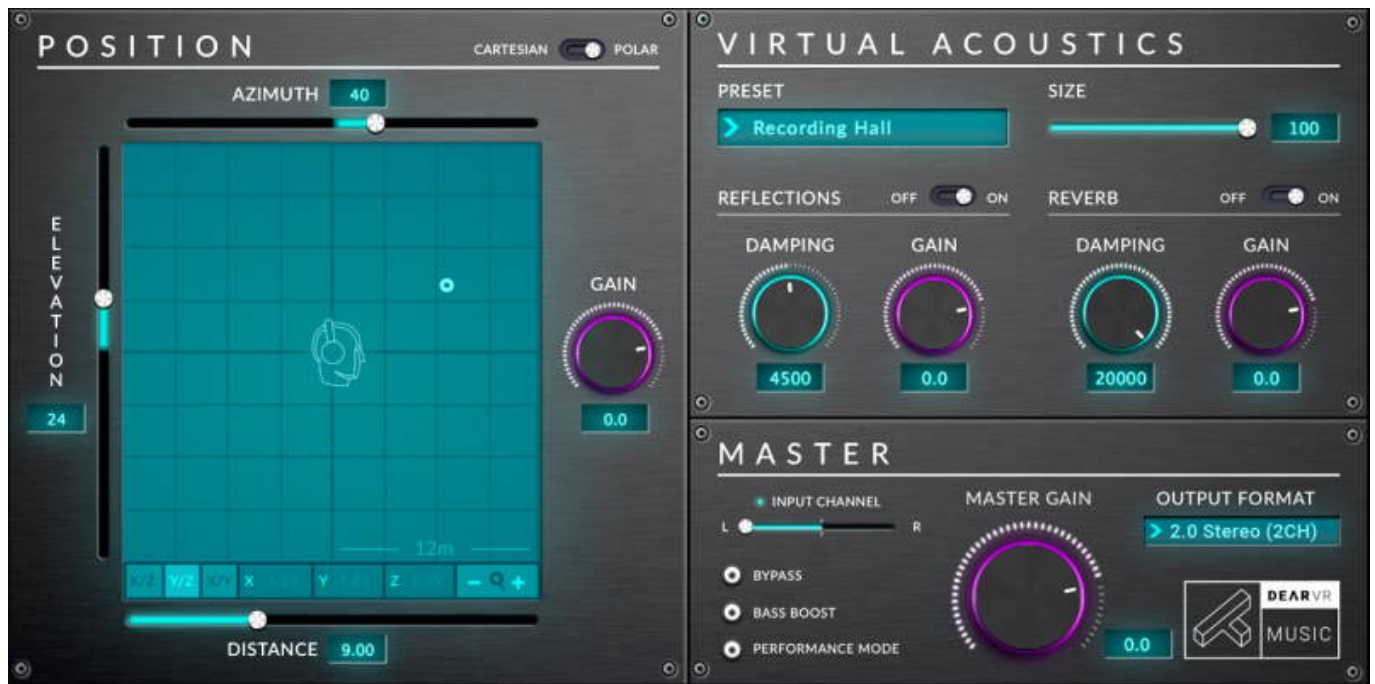 POSITION
CARTESIAN POLAR
AZIMUTH 40
ELEVATION
24
GAIN
0.0
12m
X/Z Y/Z X/Y X Y Z - +
DISTANCE 9.00
VIRTUAL ACOUSTICS
PRESET
Recording Hall
SIZE
100
REFLECTIONS OFF ON
DAMPING GAIN
4500 0.0
REVERB OFF ON
DAMPING GAIN
20000 0.0
MASTER
INPUT CHANNEL
L R
BYPASS
BASS BOOST
PERFORMANCE MODE
MASTER GAIN
0.0
OUTPUT FORMAT
2.0 Stereo (2CH)
DEARVR
MUSIC